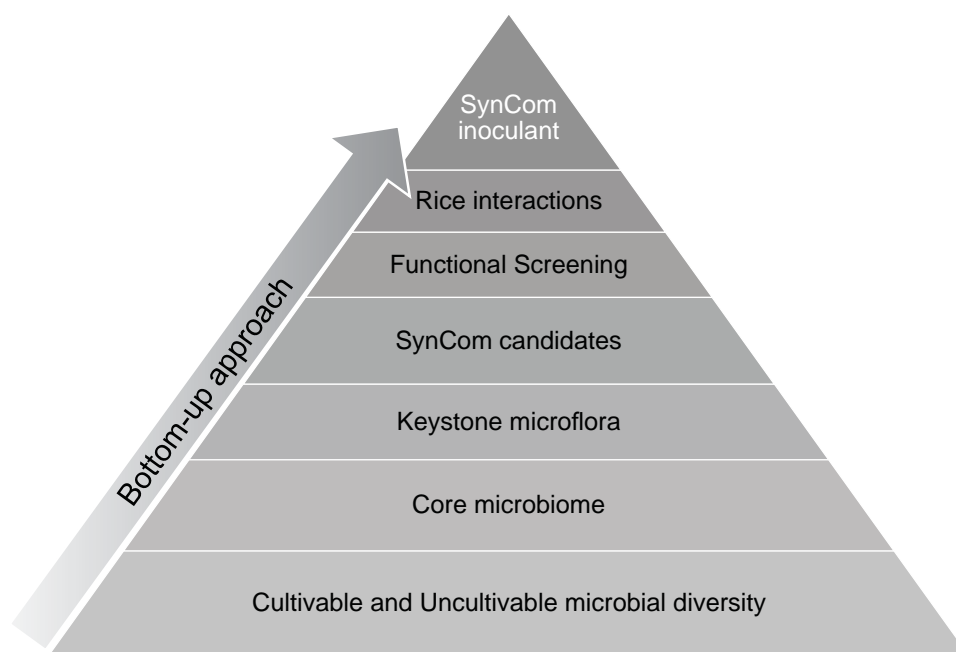 SynCom
inoculant
Rice interactions
Functional Screening
SynCom candidates
Keystone microflora
Core microbiome
Cultivable and Uncultivable microbial diversity
Bottom-up approach